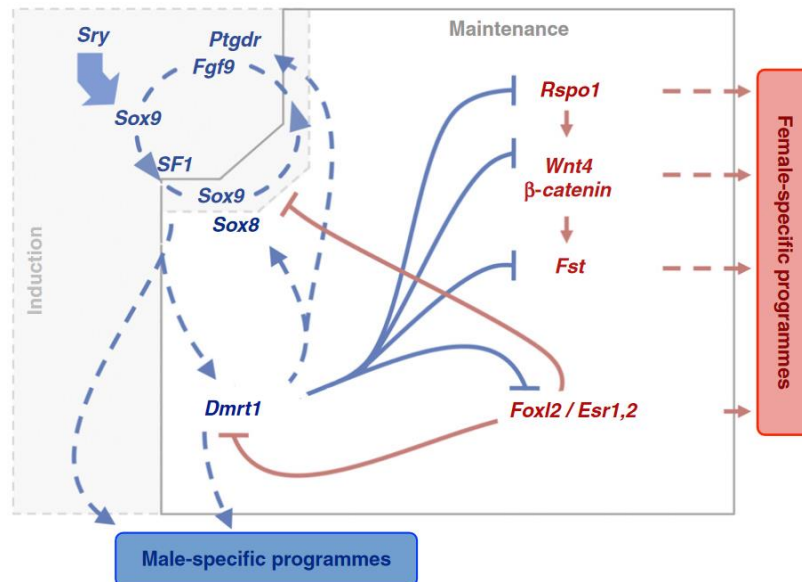 Maintenance
Sry
Ptgdr
Fgf9
Sox9
SF1
Sox9
Sox8
Induction
Rspo1
Wnt4
β-catenin
Fst
Dmrt1
Foxl2 / Esr1,2
Female-specific programmes
Male-specific programmes